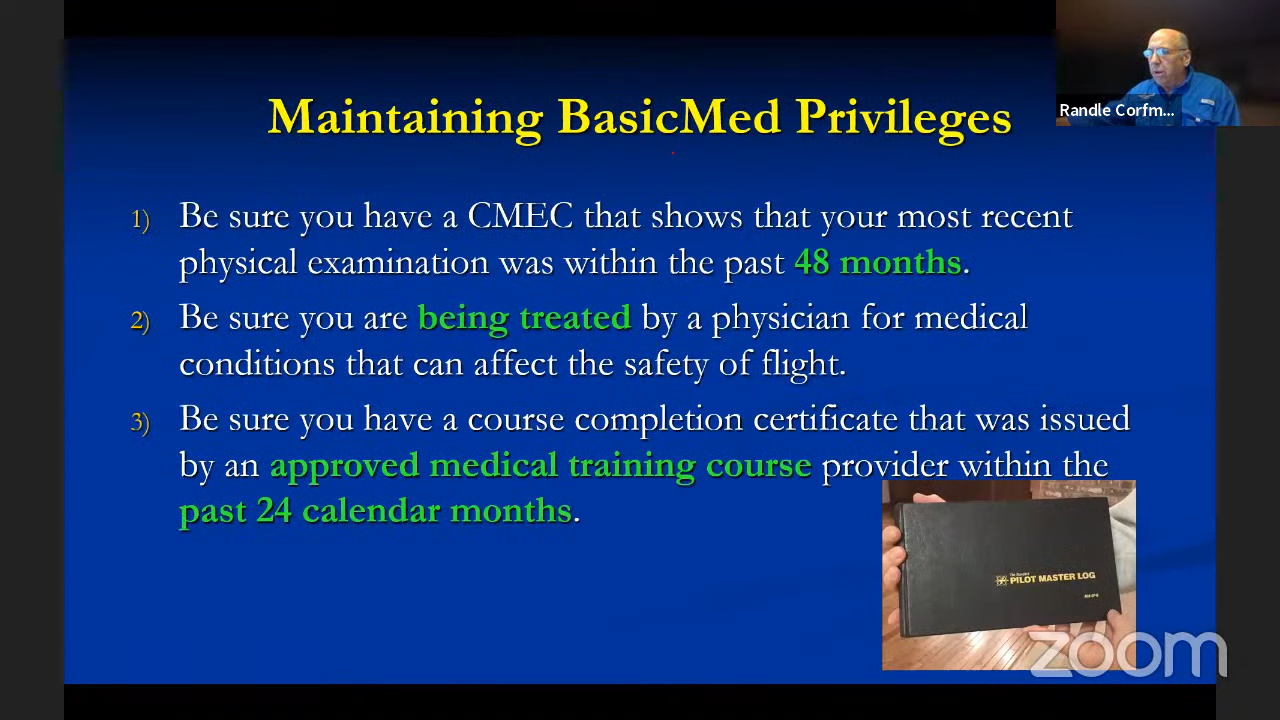 Maintaining BasicMed Privileges
Randle Corfm...
1) Be sure you have a CMEC that shows that your most recent
physical examination was within the past 48 months.
2) Be sure you are being treated by a physician for medical
conditions that can affect the safety of flight.
3) Be sure you have a course completion certificate that was issued
by an approved medical training course provider within the
past 24 calendar months.
PILOT MASTER LOG
zoom